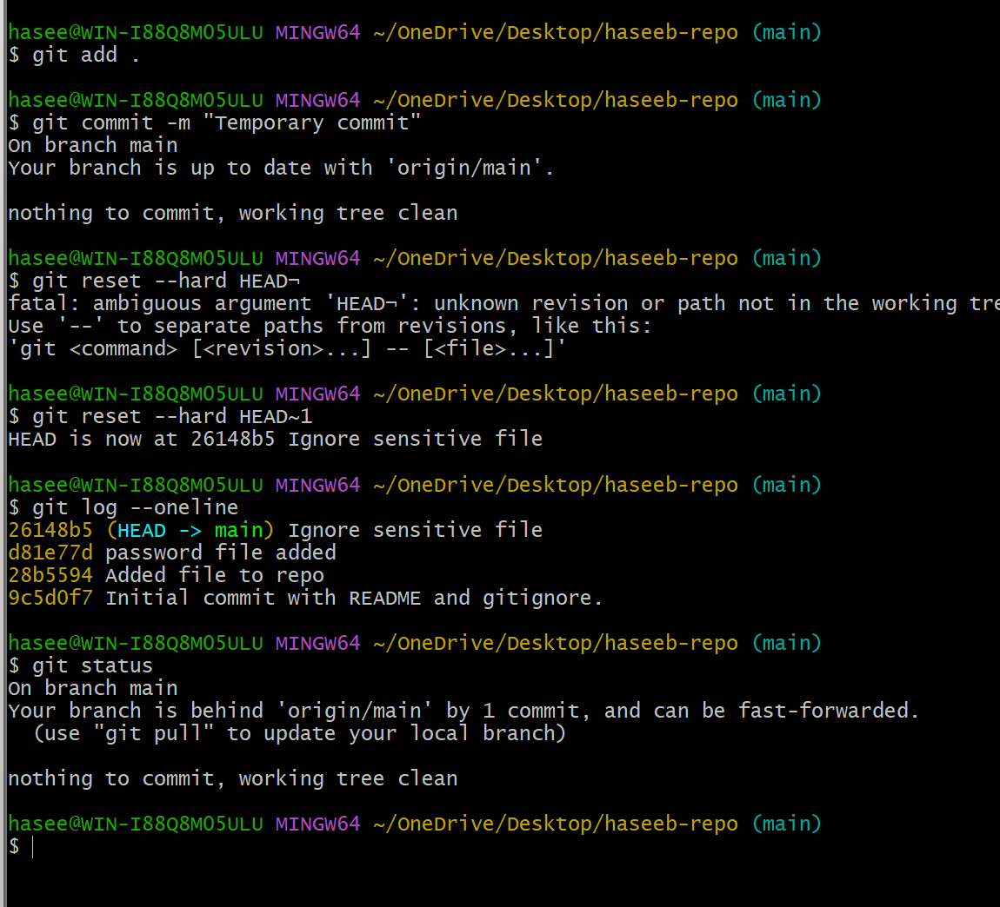 hasee@WIN-I88Q8MO5ULU MINGW64 ~/OneDrive/Desktop/haseeb-repo (main)
$ git add .
hasee@WIN-I88Q8MO5ULU MINGW64 ~/OneDrive/Desktop/haseeb-repo (main)
$ git commit -m "Temporary commit"
On branch main
Your branch is up to date with 'origin/main'.
nothing to commit, working tree clean
hasee@WIN-I88Q8MO5ULU MINGW64 ~/OneDrive/Desktop/haseeb-repo (main)
$ git reset --hard HEAD¬
fatal: ambiguous argument 'HEAD¬': unknown revision or path not in the working tre
Use '--' to separate paths from revisions, like this:
'git <command> [<revision>...] -- [<file>...]'
hasee@WIN-I88Q8MO5ULU MINGW64 ~/OneDrive/Desktop/haseeb-repo (main)
$ git reset --hard HEAD~1
HEAD is now at 26148b5 Ignore sensitive file
hasee@WIN-I88Q8MO5ULU MINGW64 ~/OneDrive/Desktop/haseeb-repo (main)
$ git log --oneline
26148b5 (HEAD -> main) Ignore sensitive file
d81e77d password file added
28b5594 Added file to repo
9c5d0f7 Initial commit with README and gitignore.
hasee@WIN-I88Q8MO5ULU MINGW64 ~/OneDrive/Desktop/haseeb-repo (main)
$ git status
On branch main
Your branch is behind 'origin/main' by 1 commit, and can be fast-forwarded.
  (use "git pull" to update your local branch)
nothing to commit, working tree clean
hasee@WIN-I88Q8MO5ULU MINGW64 ~/OneDrive/Desktop/haseeb-repo (main)
$